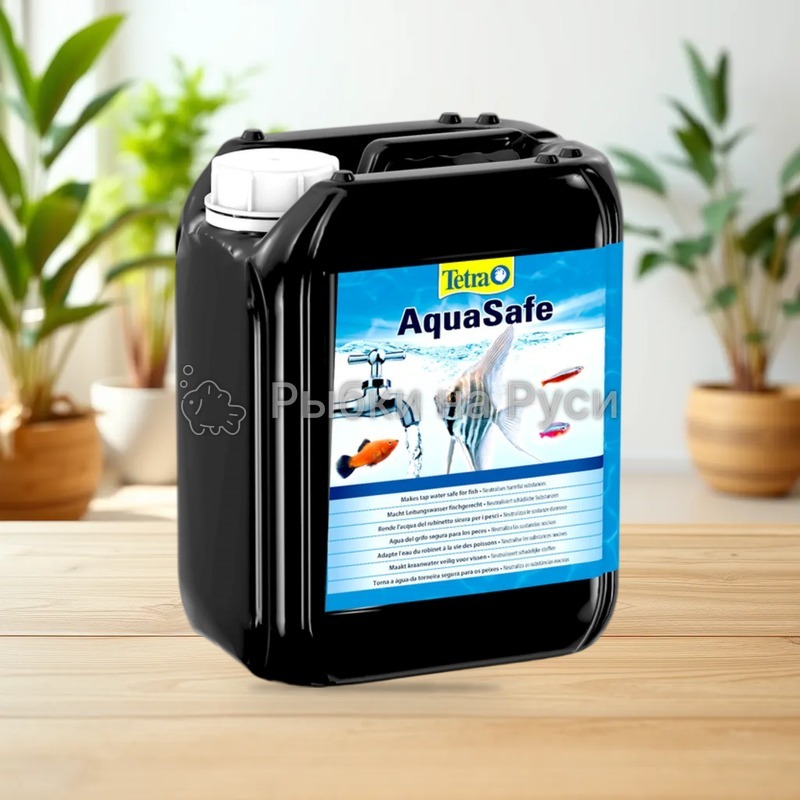 Tetra
AquaSafe
Рыбки на Руси
Makes tap water safe for fish • Neutralises harmful substances
Macht Leitungswasser fischgerecht • Neutralisiert schädliche Substanzen
Rende l'acqua del rubinetto sicura per i pesci • Neutralizza le sostanze dannose
Agua del grifo segura para los peces • Neutraliza las sustancias nocivas
Adapte l'eau du robinet à la vie des poissons • Neutralise les substances nocives
Maakt kraanwater veilig voor vissen • Neutraliseert schadelijke stoffen
Torna a água da torneira segura para os peixes • Neutraliza as substâncias nocivas